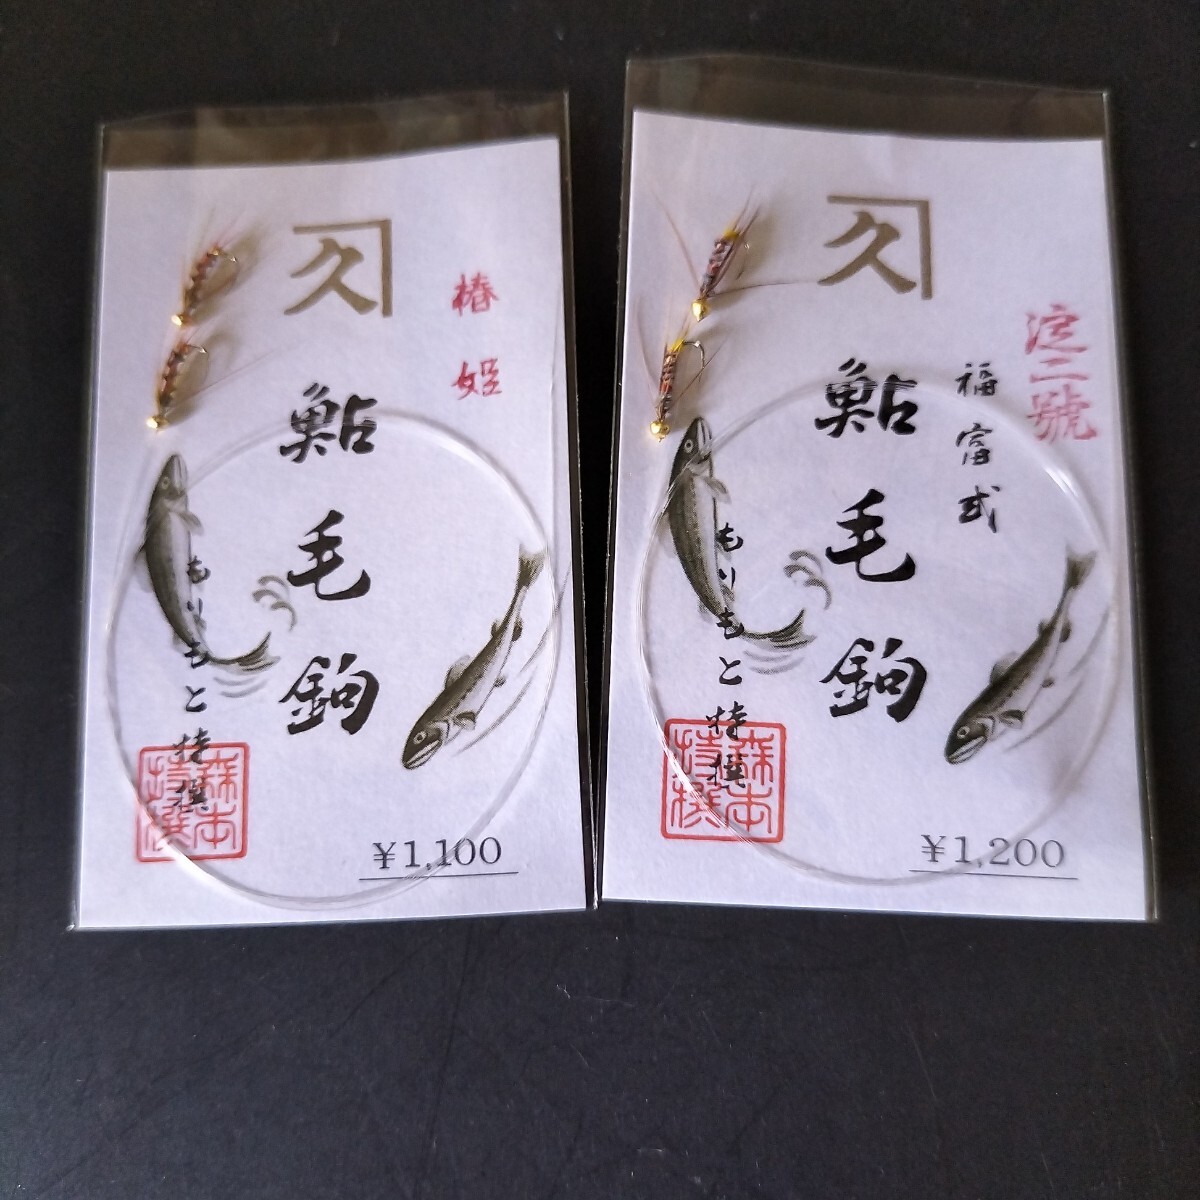 久
椿姫
鮎毛鉤
もりもと特撰
森本
特撰
¥1,100
久
淀二號
福富式
鮎毛鉤
もりもと特撰
森本
特撰
¥1,200